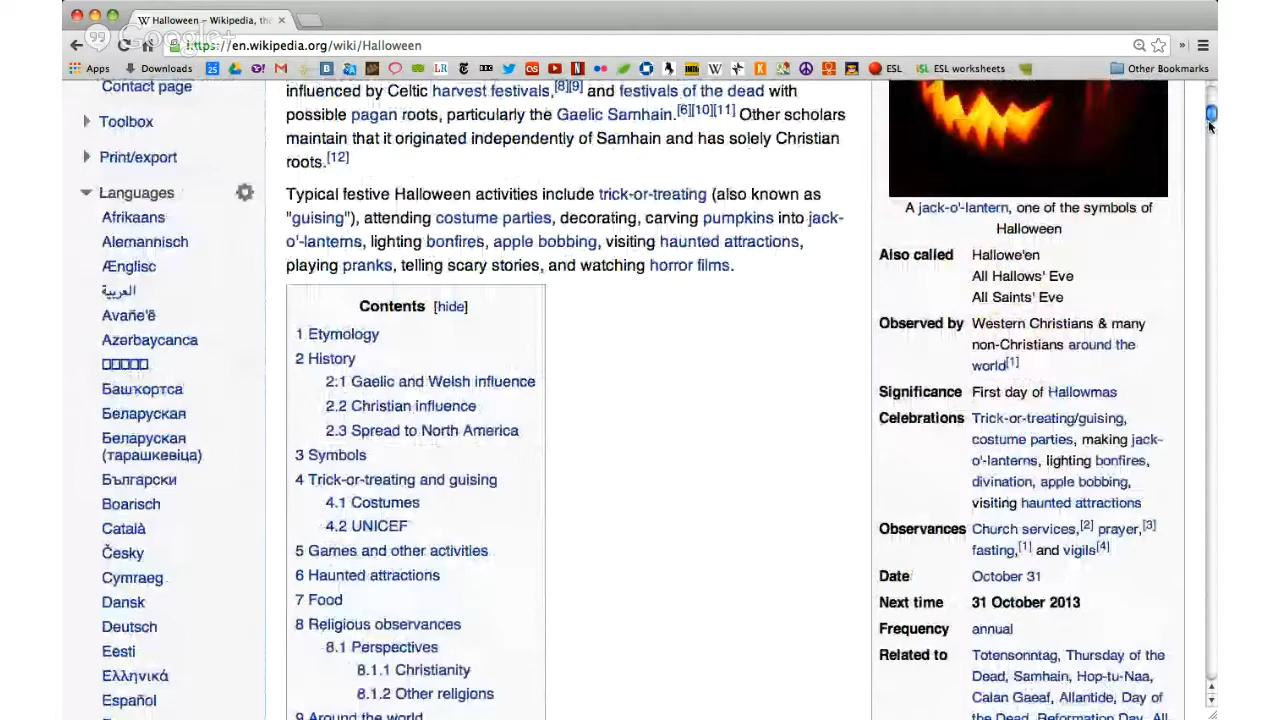 Halloween – Wikipedia, the
Google+
https://en.wikipedia.org/wiki/Halloween
Apps Downloads ESL ESL worksheets Other Bookmarks
Contact page
Toolbox
Print/export
Languages
Afrikaans
Alemannisch
Ænglisc
العربية
Avañe'ẽ
Azərbaycanca
Башҡортса
Беларуская
Беларуская
(тарашкевіца)
Български
Boarisch
Català
Česky
Cymraeg
Dansk
Deutsch
Eesti
Ελληνικά
Español
influenced by Celtic harvest festivals,[8][9] and festivals of the dead with
possible pagan roots, particularly the Gaelic Samhain.[6][10][11] Other scholars
maintain that it originated independently of Samhain and has solely Christian
roots.[12]
Typical festive Halloween activities include trick-or-treating (also known as
"guising"), attending costume parties, decorating, carving pumpkins into jack-
o'-lanterns, lighting bonfires, apple bobbing, visiting haunted attractions,
playing pranks, telling scary stories, and watching horror films.
Contents [hide]
1 Etymology
2 History
2.1 Gaelic and Welsh influence
2.2 Christian influence
2.3 Spread to North America
3 Symbols
4 Trick-or-treating and guising
4.1 Costumes
4.2 UNICEF
5 Games and other activities
6 Haunted attractions
7 Food
8 Religious observances
8.1 Perspectives
8.1.1 Christianity
8.1.2 Other religions
9 Around the world
A jack-o'-lantern, one of the symbols of
Halloween
Also called Hallowe'en
All Hallows' Eve
All Saints' Eve
Observed by Western Christians & many
non-Christians around the
world[1]
Significance First day of Hallowmas
Celebrations Trick-or-treating/guising,
costume parties, making jack-
o'-lanterns, lighting bonfires,
divination, apple bobbing,
visiting haunted attractions
Observances Church services,[2] prayer,[3]
fasting,[1] and vigils[4]
Date October 31
Next time 31 October 2013
Frequency annual
Related to Totensonntag, Thursday of the
Dead, Samhain, Hop-tu-Naa,
Calan Gaeaf, Allantide, Day of
the Dead, Reformation Day, All